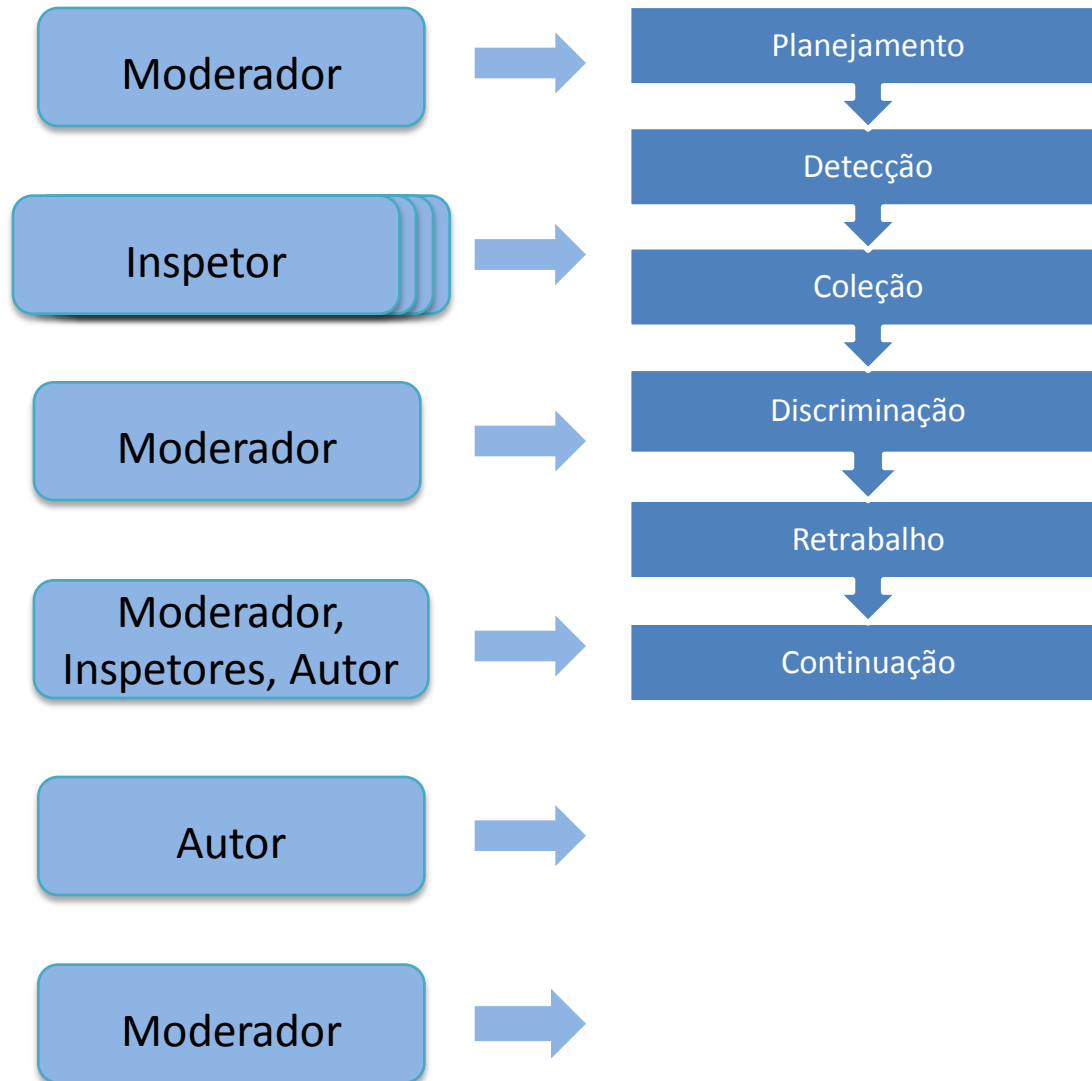 Moderador
Planejamento
Detecção
Inspetor
Coleção
Moderador
Discriminação
Retrabalho
Moderador,
Inspetores, Autor
Continuação
Autor
Moderador